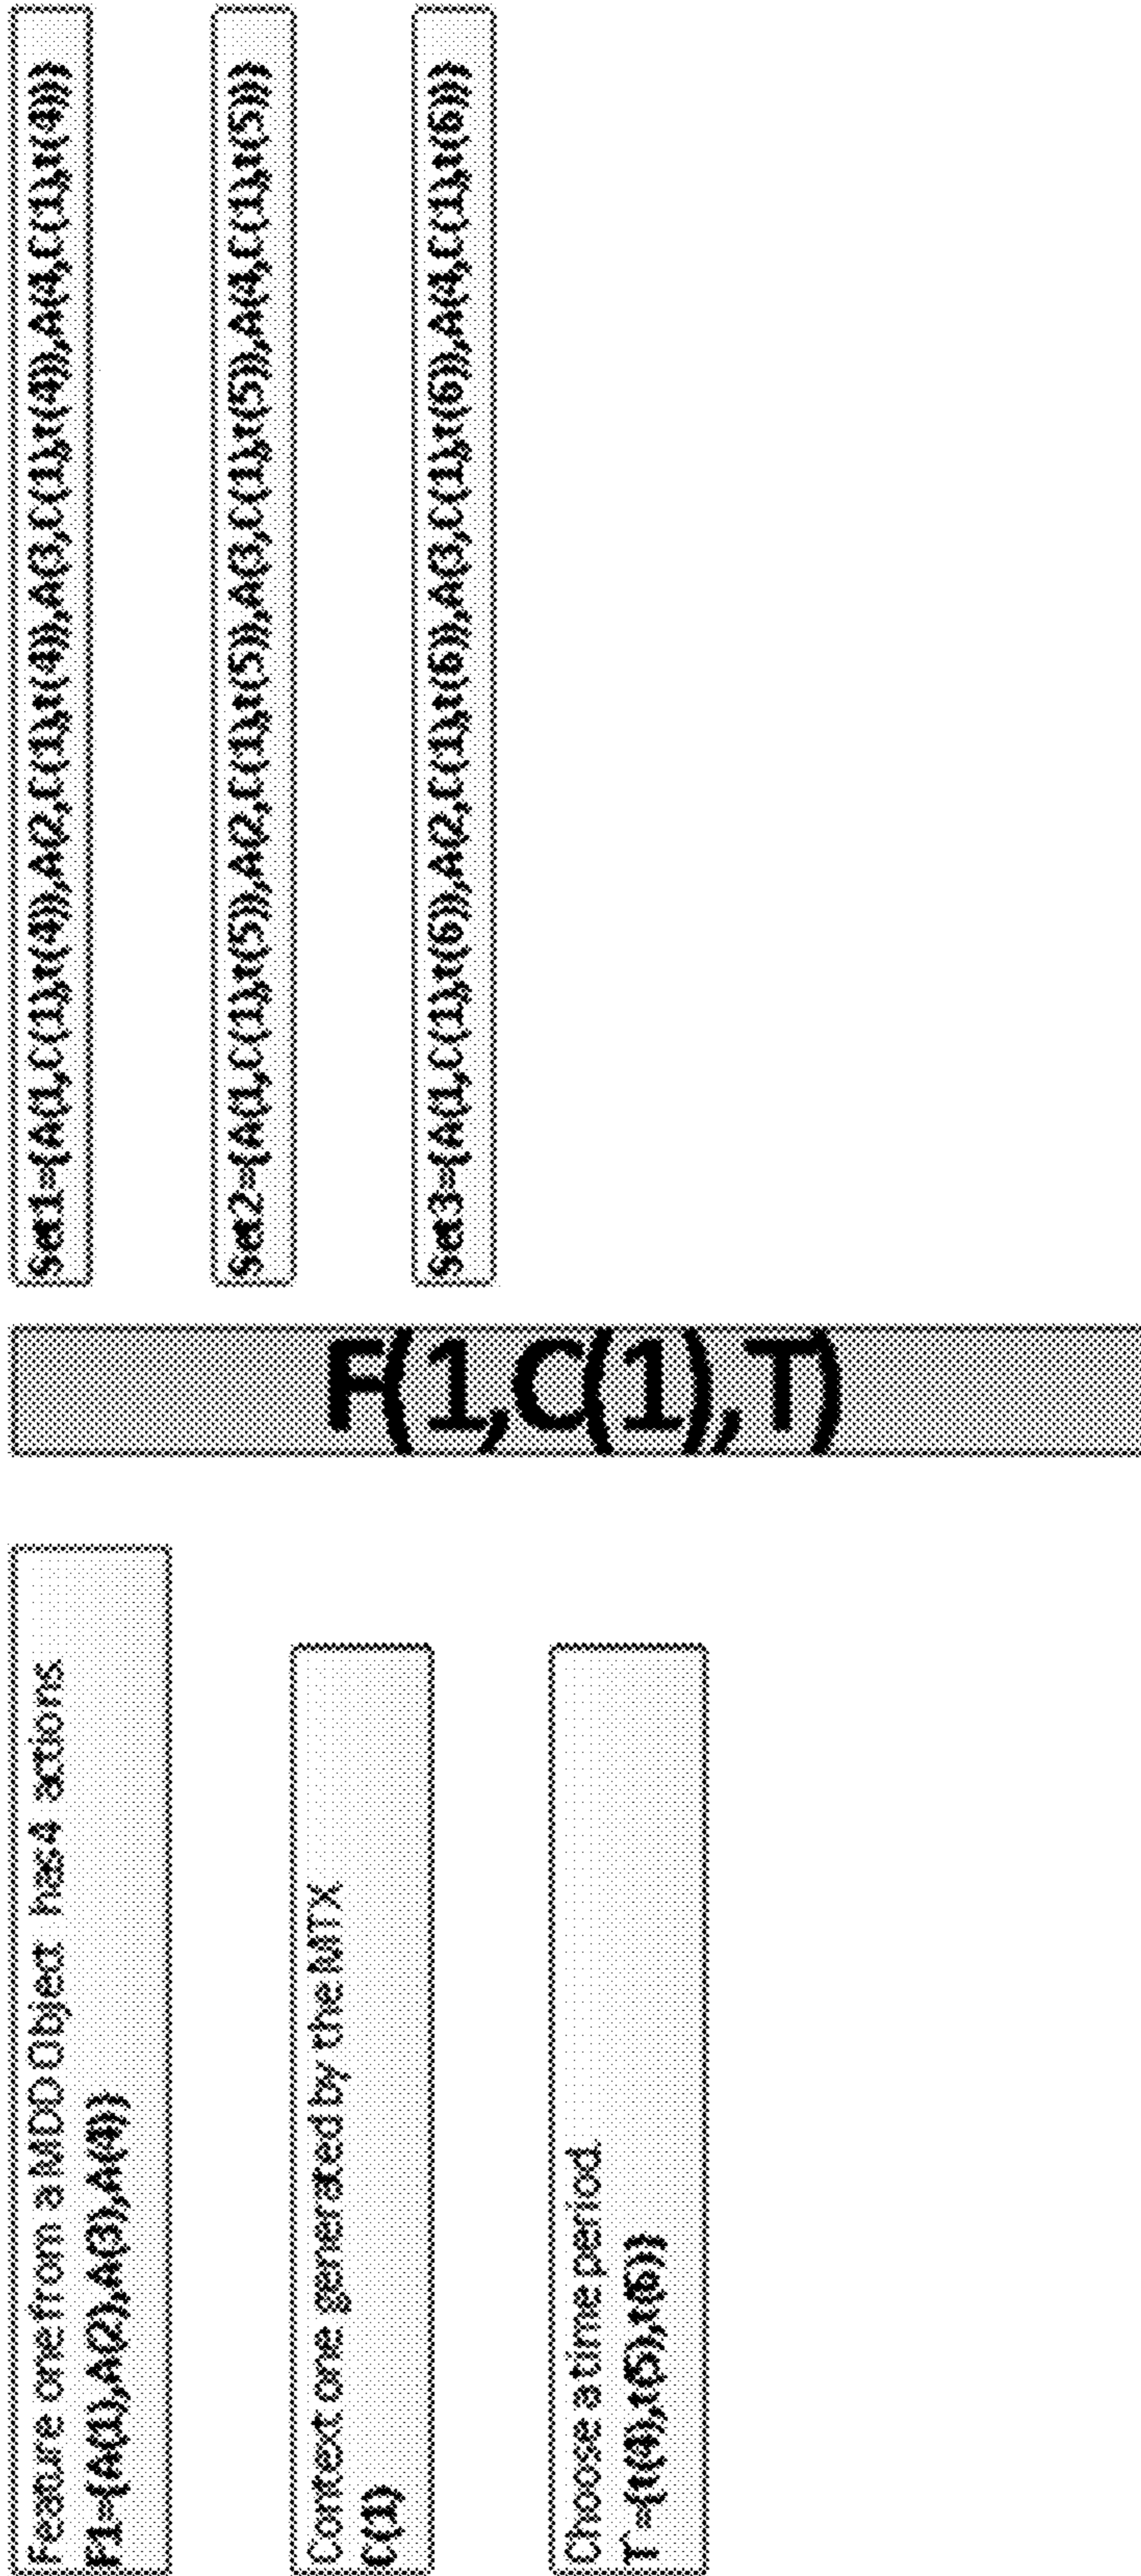 Feature one from a MDD Object has 4 actions
F1={A(1),A(2),A(3),A(4)}
Context one generated by the MTX
C(1)
Choose a time period.
T={t(4),t(5),t(6)}
F(1,C(1),T)
Set1={A(1,C(1),t(4)),A(2,C(1),t(4)),A(3,C(1),t(4)),A(4,C(1),t(4))}
Set2={A(1,C(1),t(5)),A(2,C(1),t(5)),A(3,C(1),t(5)),A(4,C(1),t(5))}
Set3={A(1,C(1),t(6)),A(2,C(1),t(6)),A(3,C(1),t(6)),A(4,C(1),t(6))}